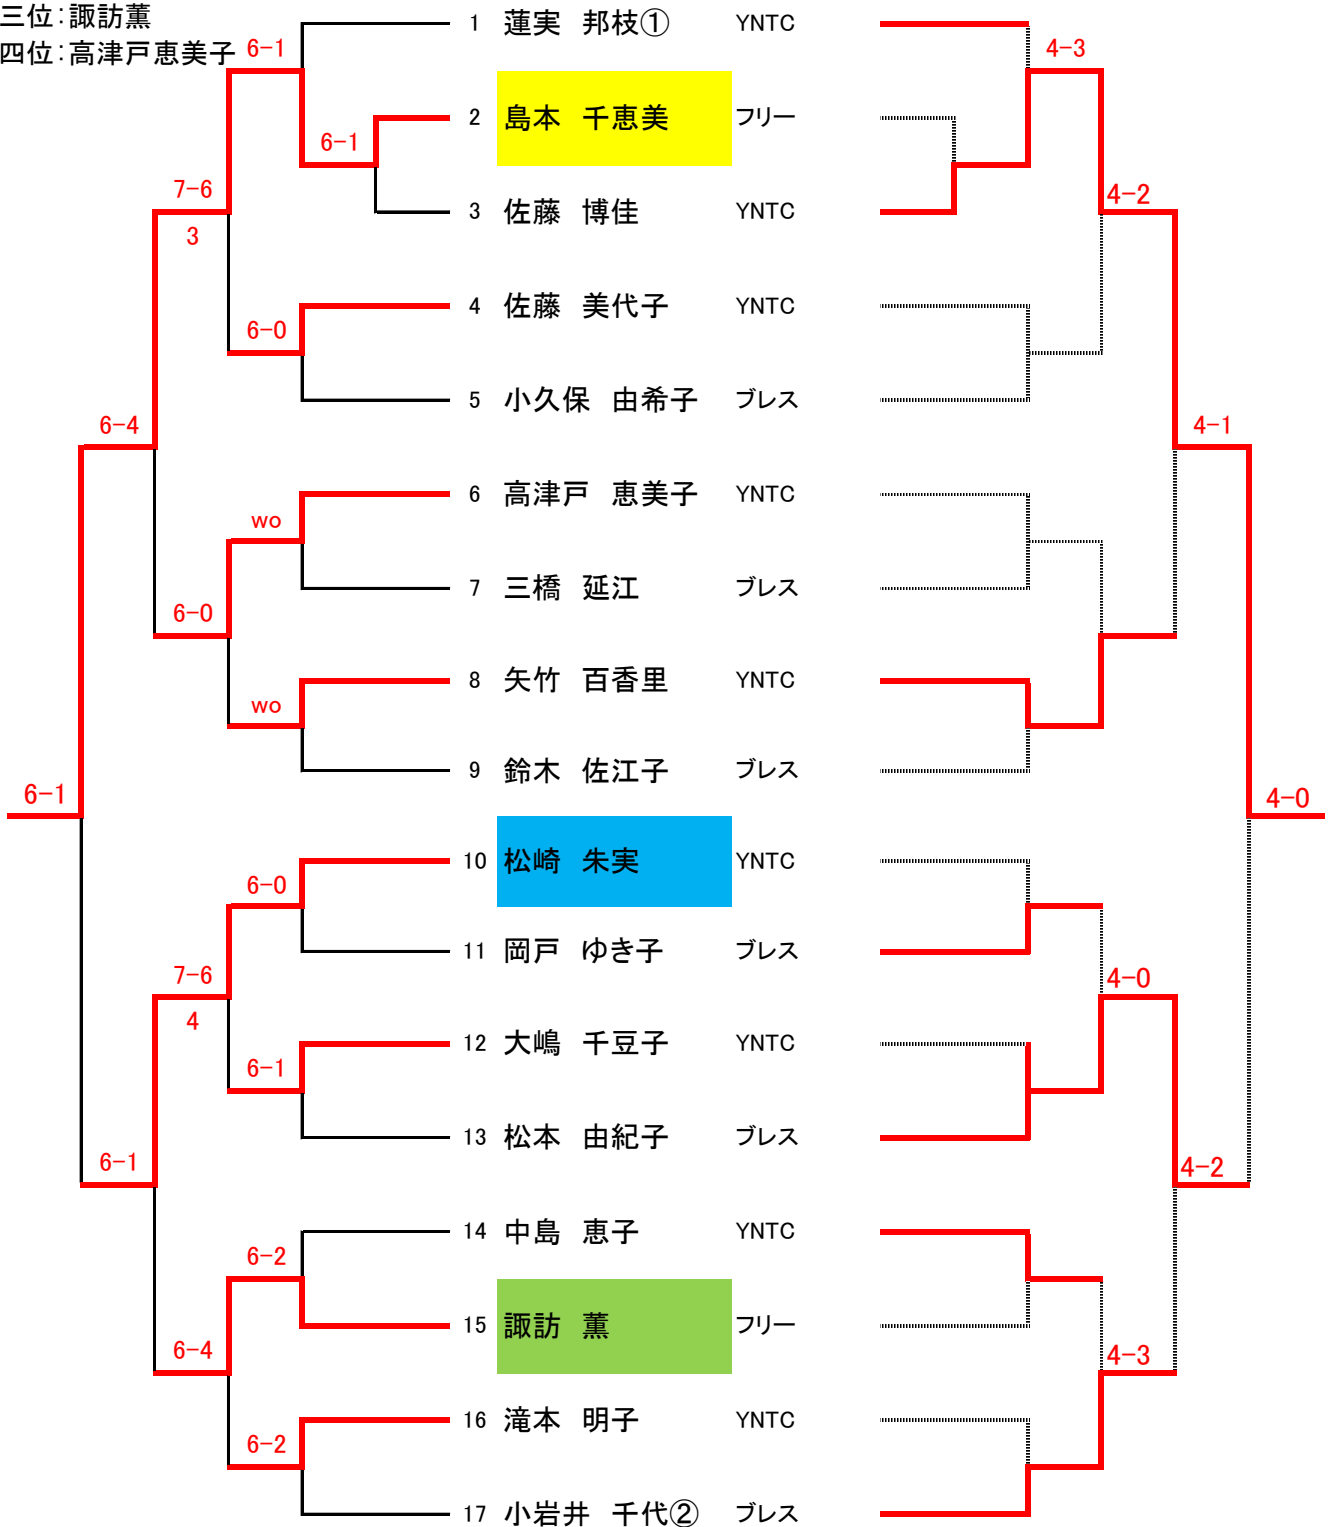 三位：諏訪薫
四位：高津戸恵美子
1 蓮実 邦枝① YNTC
6-1 4-3
2 島本 千恵美 フリー
6-1
7-6 4-2
3 佐藤 博佳 YNTC
3
4 佐藤 美代子 YNTC
6-0
5 小久保 由希子 ブレス
6-4 4-1
6 高津戸 恵美子 YNTC
wo
7 三橋 延江 ブレス
6-0
8 矢竹 百香里 YNTC
wo
9 鈴木 佐江子 ブレス
6-1 4-0
10 松崎 朱実 YNTC
6-0
11 岡戸 ゆき子 ブレス
7-6 4-0
4
12 大嶋 千豆子 YNTC
6-1
13 松本 由紀子 ブレス
6-1 4-2
14 中島 恵子 YNTC
6-2
15 諏訪 薫 フリー
6-4 4-3
16 滝本 明子 YNTC
6-2
17 小岩井 千代② ブレス